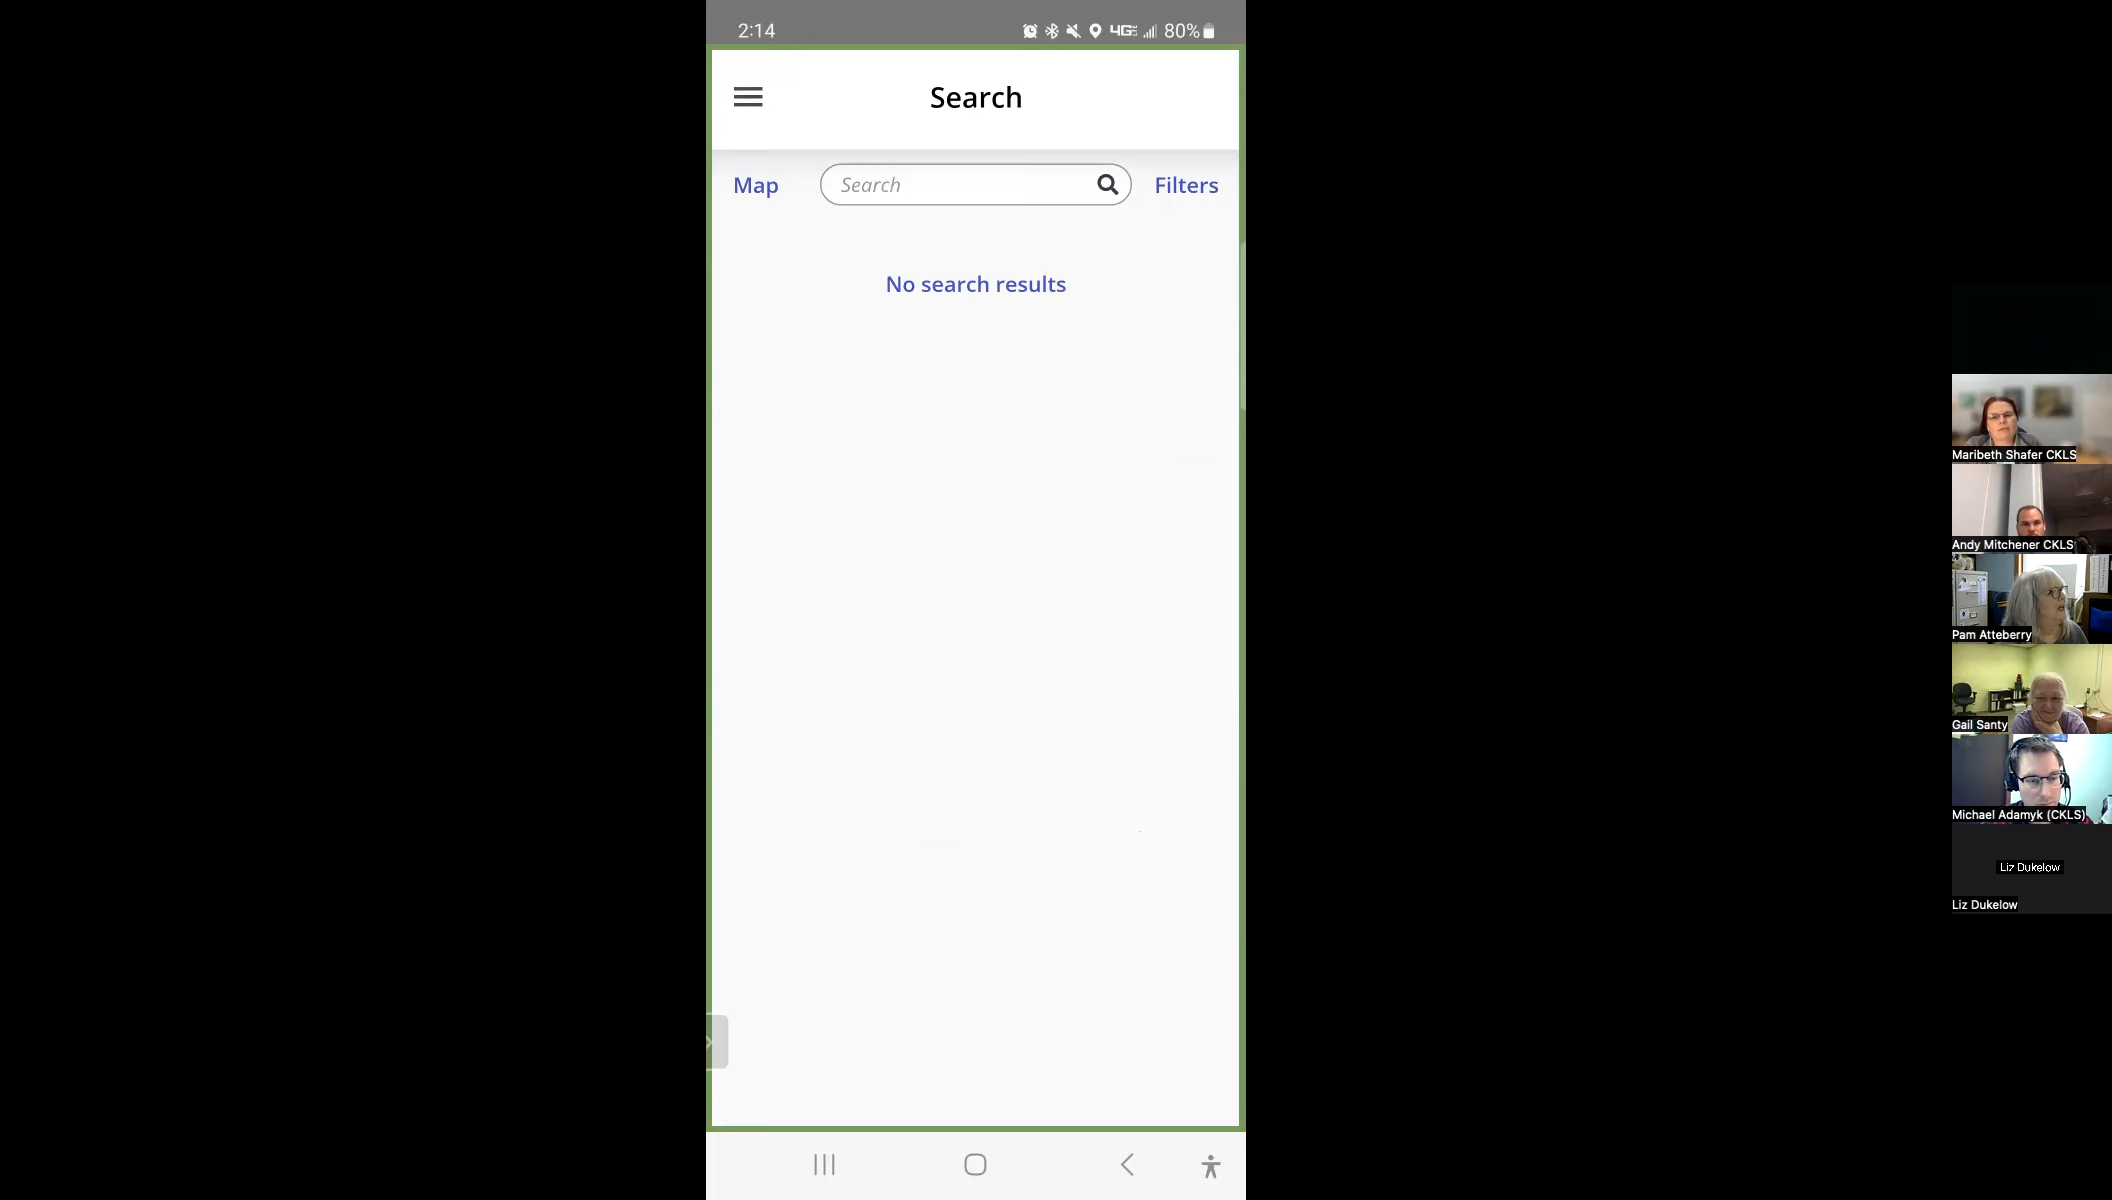 2:14
4G 80%
Search
Map
Search
Filters
No search results
Maribeth Shafer CKLS
Andy Mitchener CKLS
Pam Atteberry
Gail Santy
Michael Adamyk (CKLS)
Liz Dukelow
Liz Dukelow